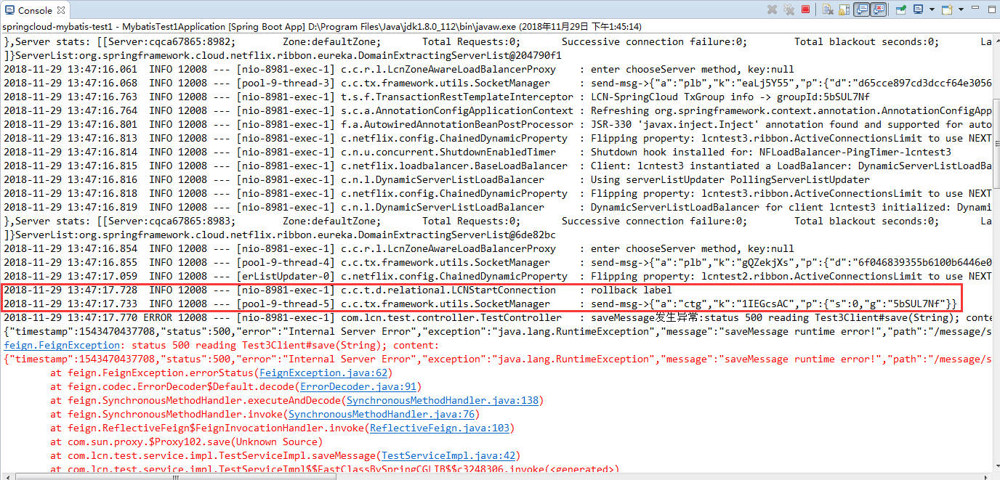 Console
springcloud-mybatis-test1 - MybatisTest1Application [Spring Boot App] D:\Program Files\Java\jdk1.8.0_112\bin\javaw.exe (2018年11月29日 下午1:45:14)
},Server stats: [[Server:cqca67865:8982; Zone:defaultZone; Total Requests:0; Successive connection failure:0; Total blackout seconds:0; La
]}ServerList:org.springframework.cloud.netflix.ribbon.eureka.DomainExtractingServerList@204790f1
2018-11-29 13:47:16.061 INFO 12008 --- [nio-8981-exec-1] c.c.r.l.LcnZoneAwareLoadBalancerProxy : enter chooseServer method, key:null
2018-11-29 13:47:16.068 INFO 12008 --- [pool-9-thread-3] c.c.tx.framework.utils.SocketManager : send-msg->{"a":"plb","k":"eaLj5Y55","p":{"d":"d65cce897cd3dccf64e3056
2018-11-29 13:47:16.763 INFO 12008 --- [nio-8981-exec-1] t.s.f.TransactionRestTemplateInterceptor : LCN-SpringCloud TxGroup info -> groupId:5bSUL7Nf
2018-11-29 13:47:16.764 INFO 12008 --- [nio-8981-exec-1] s.c.a.AnnotationConfigApplicationContext : Refreshing org.springframework.context.annotation.AnnotationConfigApp
2018-11-29 13:47:16.801 INFO 12008 --- [nio-8981-exec-1] f.a.AutowiredAnnotationBeanPostProcessor : JSR-330 'javax.inject.Inject' annotation found and supported for auto
2018-11-29 13:47:16.813 INFO 12008 --- [nio-8981-exec-1] c.netflix.config.ChainedDynamicProperty : Flipping property: lcntest3.ribbon.ActiveConnectionsLimit to use NEXT
2018-11-29 13:47:16.814 INFO 12008 --- [nio-8981-exec-1] c.n.u.concurrent.ShutdownEnabledTimer : Shutdown hook installed for: NFLoadBalancer-PingTimer-lcntest3
2018-11-29 13:47:16.815 INFO 12008 --- [nio-8981-exec-1] c.netflix.loadbalancer.BaseLoadBalancer : Client: lcntest3 instantiated a LoadBalancer: DynamicServerListLoadBa
2018-11-29 13:47:16.816 INFO 12008 --- [nio-8981-exec-1] c.n.l.DynamicServerListLoadBalancer : Using serverListUpdater PollingServerListUpdater
2018-11-29 13:47:16.818 INFO 12008 --- [nio-8981-exec-1] c.netflix.config.ChainedDynamicProperty : Flipping property: lcntest3.ribbon.ActiveConnectionsLimit to use NEXT
2018-11-29 13:47:16.819 INFO 12008 --- [nio-8981-exec-1] c.n.l.DynamicServerListLoadBalancer : DynamicServerListLoadBalancer for client lcntest3 initialized: Dynami
},Server stats: [[Server:cqca67865:8983; Zone:defaultZone; Total Requests:0; Successive connection failure:0; Total blackout seconds:0; La
]}ServerList:org.springframework.cloud.netflix.ribbon.eureka.DomainExtractingServerList@6de82bc
2018-11-29 13:47:16.854 INFO 12008 --- [nio-8981-exec-1] c.c.r.l.LcnZoneAwareLoadBalancerProxy : enter chooseServer method, key:null
2018-11-29 13:47:16.855 INFO 12008 --- [pool-9-thread-4] c.c.tx.framework.utils.SocketManager : send-msg->{"a":"plb","k":"gQZekjXs","p":{"d":"6f046839355b6100b6446e0
2018-11-29 13:47:17.059 INFO 12008 --- [erListUpdater-0] c.netflix.config.ChainedDynamicProperty : Flipping property: lcntest2.ribbon.ActiveConnectionsLimit to use NEXT
2018-11-29 13:47:17.728 INFO 12008 --- [nio-8981-exec-1] c.c.t.d.relational.LCNStartConnection : rollback label
2018-11-29 13:47:17.733 INFO 12008 --- [pool-9-thread-5] c.c.tx.framework.utils.SocketManager : send-msg->{"a":"ctg","k":"1IEGcsAC","p":{"s":0,"g":"5bSUL7Nf"}}
2018-11-29 13:47:17.770 ERROR 12008 --- [nio-8981-exec-1] com.lcn.test.controller.TestController : saveMessage发生异常:status 500 reading Test3Client#save(String); conte
{"timestamp":1543470437708,"status":500,"error":"Internal Server Error","exception":"java.lang.RuntimeException","message":"saveMessage runtime error!","path":"/message/s
feign.FeignException: status 500 reading Test3Client#save(String); content:
{"timestamp":1543470437708,"status":500,"error":"Internal Server Error","exception":"java.lang.RuntimeException","message":"saveMessage runtime error!","path":"/message/s
at feign.FeignException.errorStatus(FeignException.java:62)
at feign.codec.ErrorDecoder$Default.decode(ErrorDecoder.java:91)
at feign.SynchronousMethodHandler.executeAndDecode(SynchronousMethodHandler.java:138)
at feign.SynchronousMethodHandler.invoke(SynchronousMethodHandler.java:76)
at feign.ReflectiveFeign$FeignInvocationHandler.invoke(ReflectiveFeign.java:103)
at com.sun.proxy.$Proxy102.save(Unknown Source)
at com.lcn.test.service.impl.TestServiceImpl.saveMessage(TestServiceImpl.java:42)
at com.lcn.test.service.impl.TestServiceImpl$$FastClassBySpringCGLIB$$c3248306.invoke(<generated>)